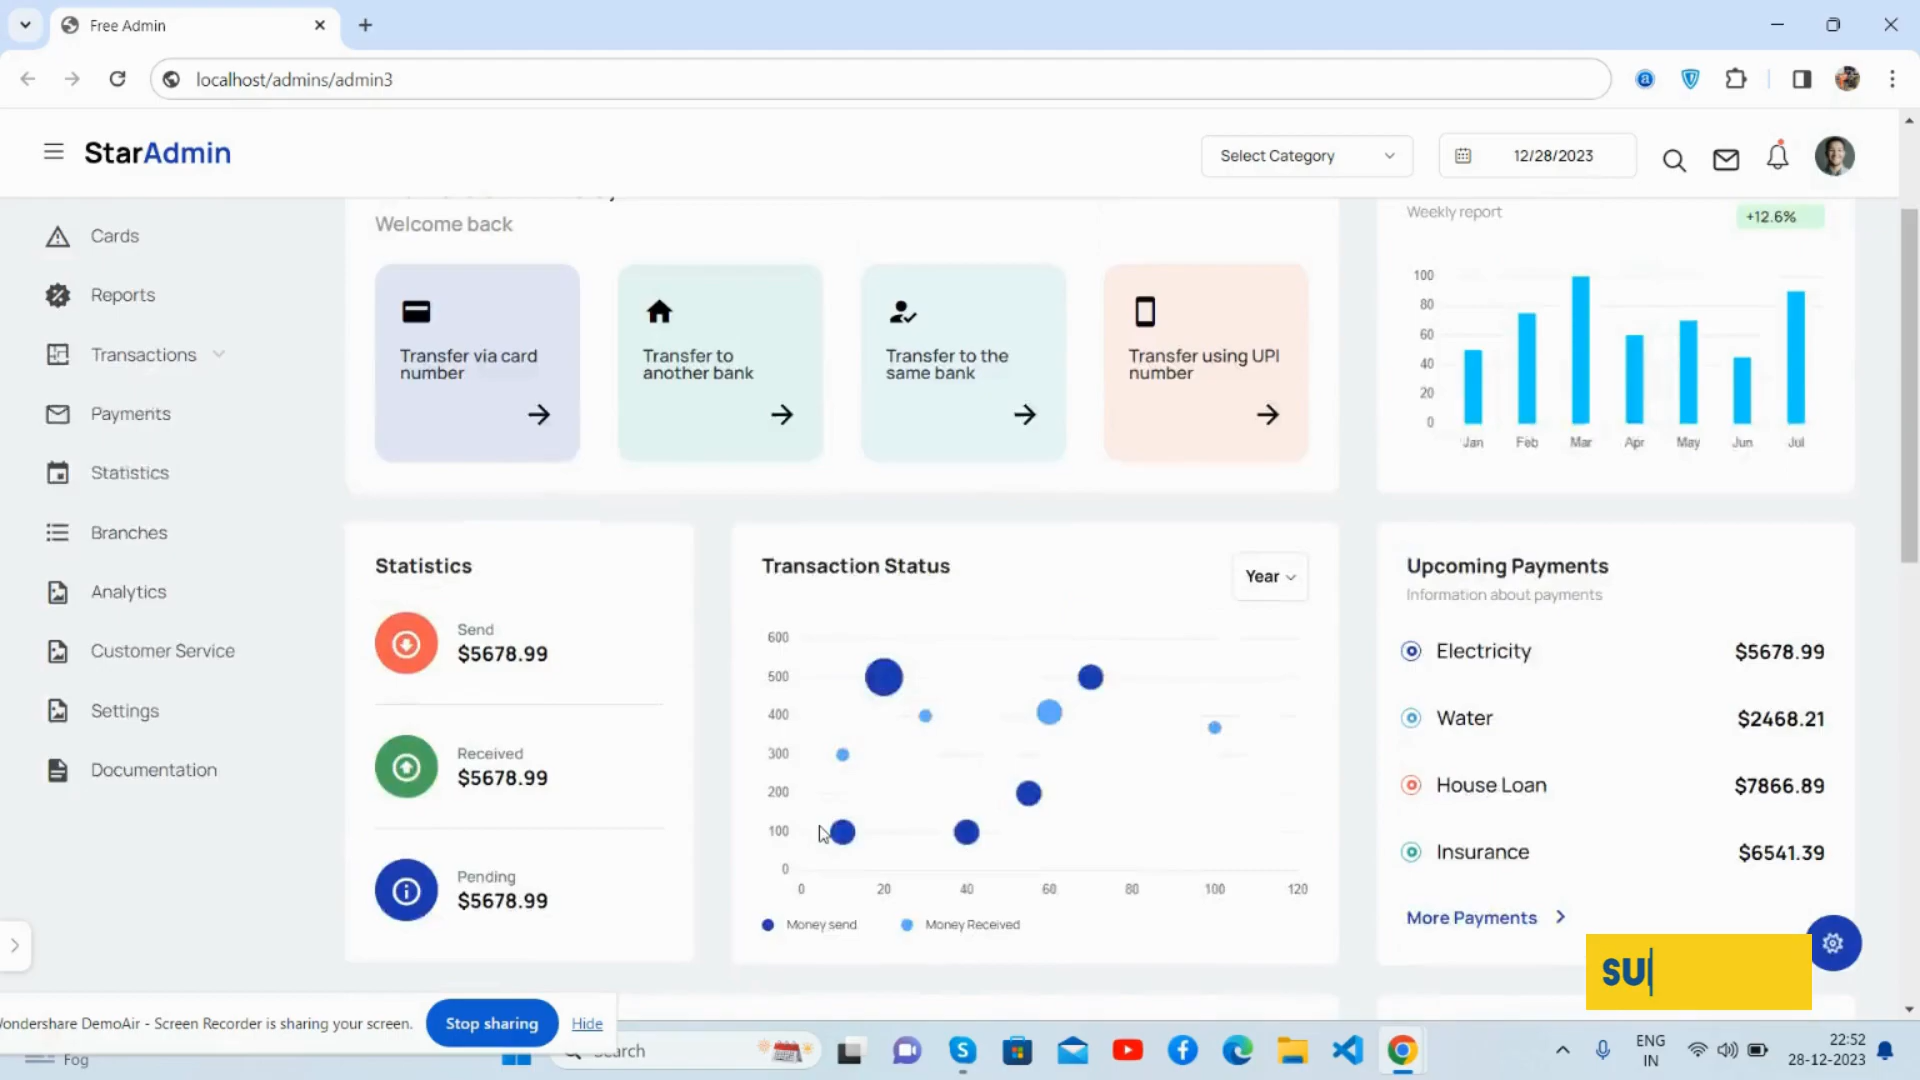 Free Admin
localhost/admins/admin3
StarAdmin
Select Category
12/28/2023
Welcome back
Weekly report
+12.6%
Cards
Reports
Transactions
Payments
Statistics
Branches
Analytics
Customer Service
Settings
Documentation
Transfer via card
number
Transfer to
another bank
Transfer to the
same bank
Transfer using UPI
number
100
80
60
40
20
0
Jan Feb Mar Apr May Jun Jul
Statistics
Send
$5678.99
Received
$5678.99
Pending
$5678.99
Transaction Status
Year
600
500
400
300
200
100
0
0 20 40 60 80 100 120
Money send Money Received
Upcoming Payments
Information about payments
Electricity $5678.99
Water $2468.21
House Loan $7866.89
Insurance $6541.39
More Payments
SU
DemoAir - Screen Recorder is sharing your screen.
Stop sharing
Hide
Fog
ENG
IN
22:52
28-12-2023